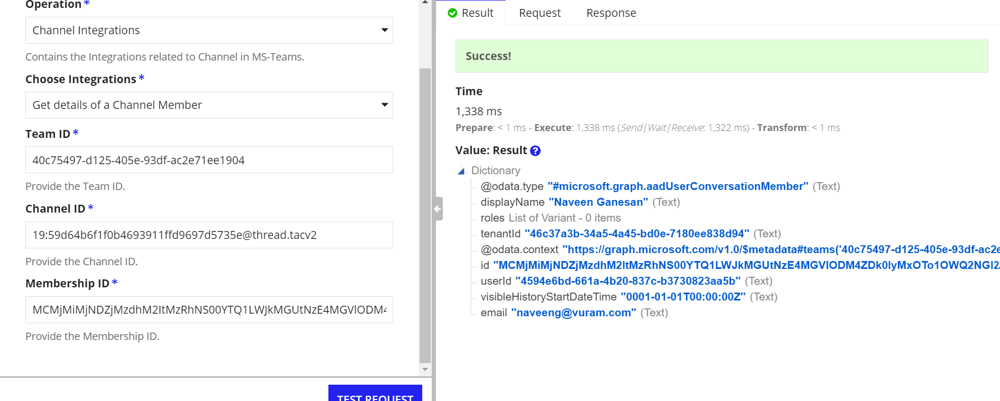 Operation *
Channel Integrations
Contains the Integrations related to Channel in MS-Teams.
Choose Integrations *
Get details of a Channel Member
Team ID *
40c75497-d125-405e-93df-ac2e71ee1904
Provide the Team ID.
Channel ID *
19:59d64b6f1f0b4693911ffd9697d5735e@thread.tacv2
Provide the Channel ID.
Membership ID *
MCMjMiMjNDZjMzdhM2ItMzRhNS00YTQ1LWJkMGUtNzE4MGVlODM4
Provide the Membership ID.
TEST REQUEST
Result Request Response
Success!
Time
1,338 ms
Prepare: < 1 ms - Execute: 1,338 ms (Send|Wait|Receive: 1,322 ms) - Transform: < 1 ms
Value: Result ?
Dictionary
@odata.type "#microsoft.graph.aadUserConversationMember" (Text)
displayName "Naveen Ganesan" (Text)
roles List of Variant - 0 items
tenantId "46c37a3b-34a5-4a45-bd0e-7180ee838d94" (Text)
@odata.context "https://graph.microsoft.com/v1.0/$metadata#teams('40c75497-d125-405e-93df-ac2e
id "MCMjMiMjNDZjMzdhM2ItMzRhNS00YTQ1LWJkMGUtNzE4MGVlODM4ZDk0IyMxOTo1OWQ2NGI2
userId "4594e6bd-661a-4b20-837c-b3730823aa5b" (Text)
visibleHistoryStartDateTime "0001-01-01T00:00:00Z" (Text)
email "naveeng@vuram.com" (Text)